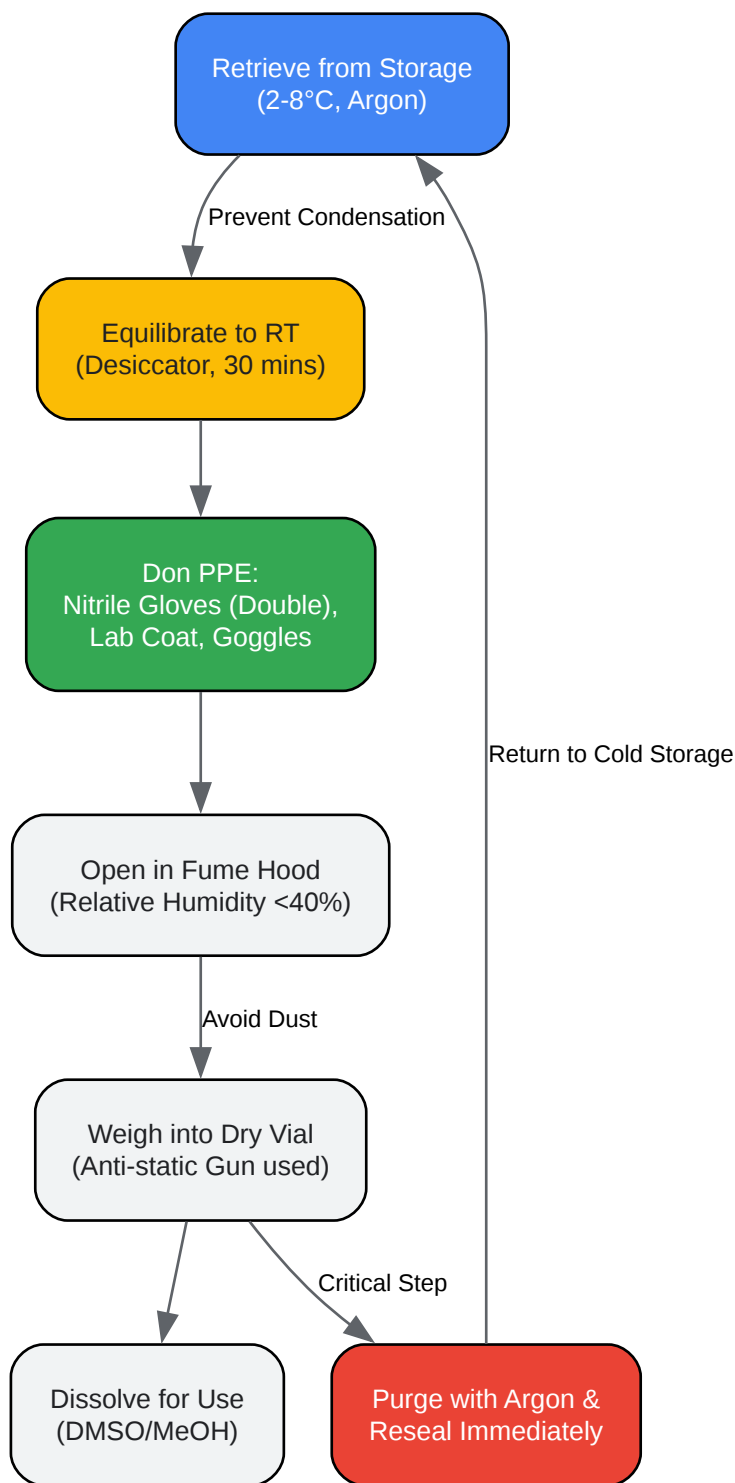 Retrieve from Storage
(2-8°C, Argon)
Prevent Condensation
Equilibrate to RT
(Desiccator, 30 mins)
Don PPE:
Nitrile Gloves (Double),
Lab Coat, Goggles
Return to Cold Storage
Open in Fume Hood
(Relative Humidity <40%)
Avoid Dust
Weigh into Dry Vial
(Anti-static Gun used)
Critical Step
Dissolve for Use
(DMSO/MeOH)
Purge with Argon &
Reseal Immediately